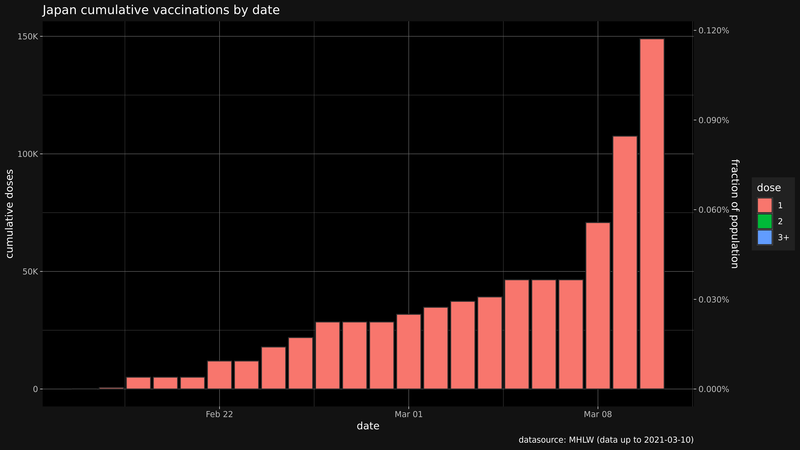 Japan cumulative vaccinations by date
cumulative doses
150K
100K
50K
0
0.120%
0.090%
0.060%
0.030%
0.000%
fraction of population
dose
1
2
3+
Feb 22
Mar 01
Mar 08
date
datasource: MHLW (data up to 2021-03-10)